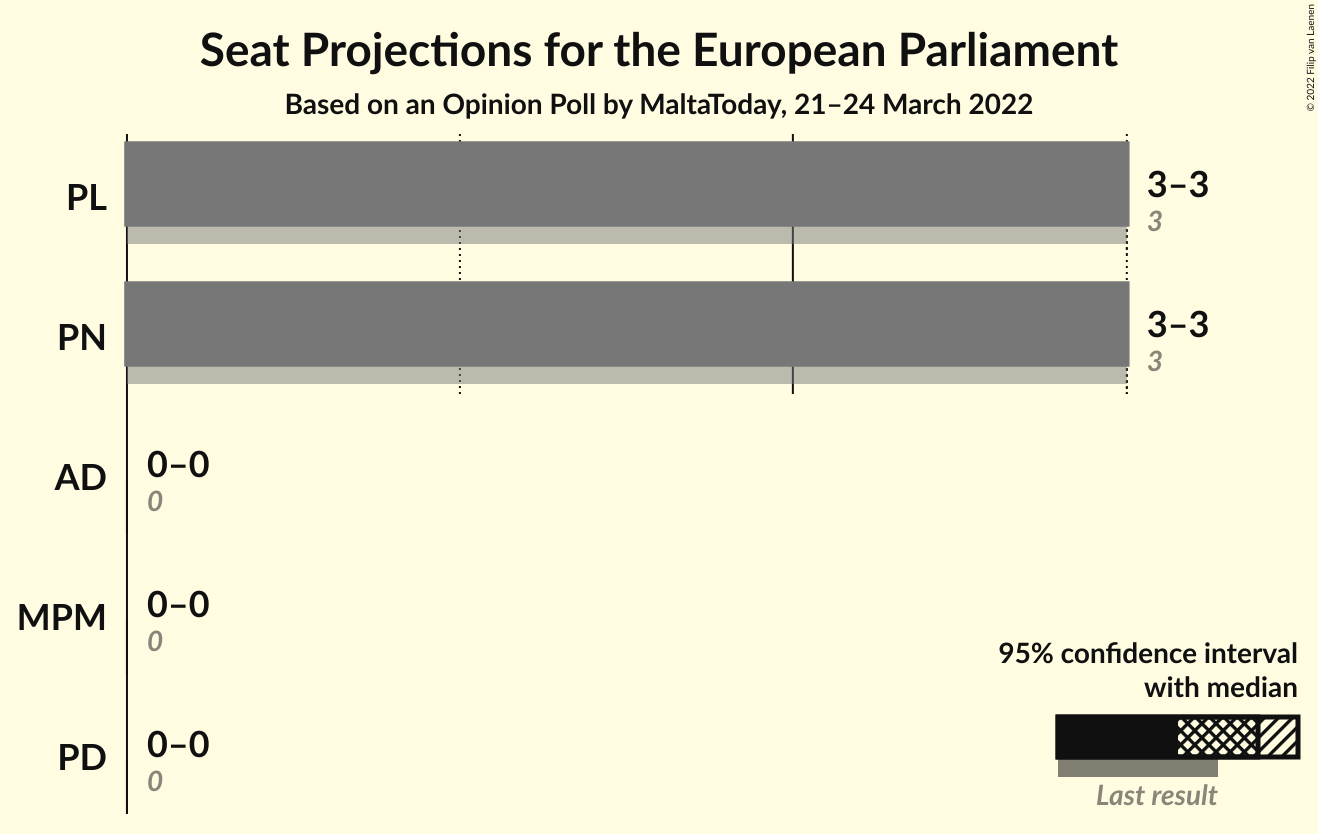 Seat Projections for the European Parliament
Based on an Opinion Poll by MaltaToday, 21–24 March 2022
© 2022 Filip van Laenen
PL
3–3
3
PN
3–3
3
AD
0–0
0
MPM
0–0
0
PD
0–0
0
95% confidence interval
with median
Last result